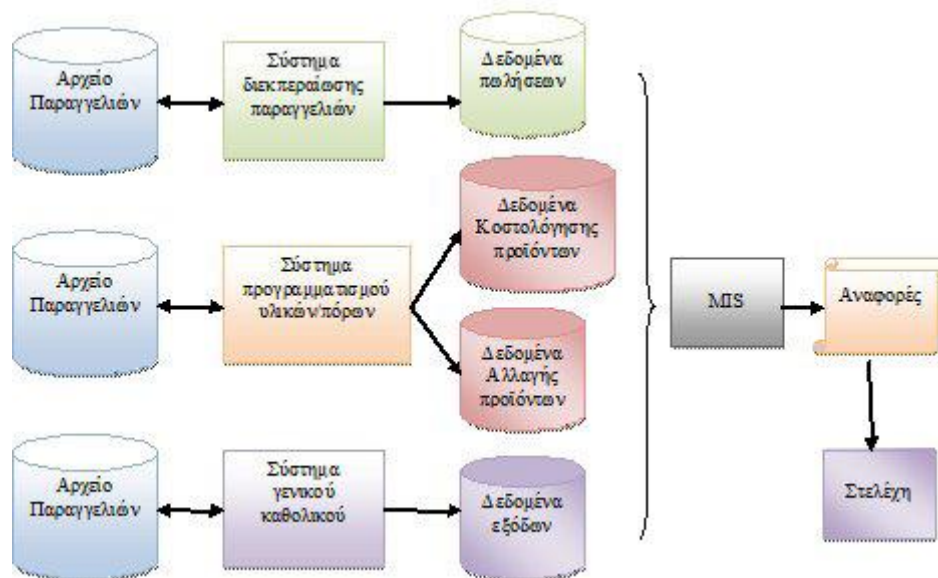 Αρχείο
Παραγγελιών
Σύστημα
διεκπεραίωσης
παραγγελιών
Δεδομένα
πωλήσεων
Αρχείο
Παραγγελιών
Σύστημα
προγραμματισμού
υλικών/πόρων
Δεδομένα
Κοστολόγησης
προϊόντων
Δεδομένα
Αλλαγής
προϊόντων
MIS
Αναφορές
Αρχείο
Παραγγελιών
Σύστημα
γενικού
καθολικού
Δεδομένα
εξόδων
Στελέχη